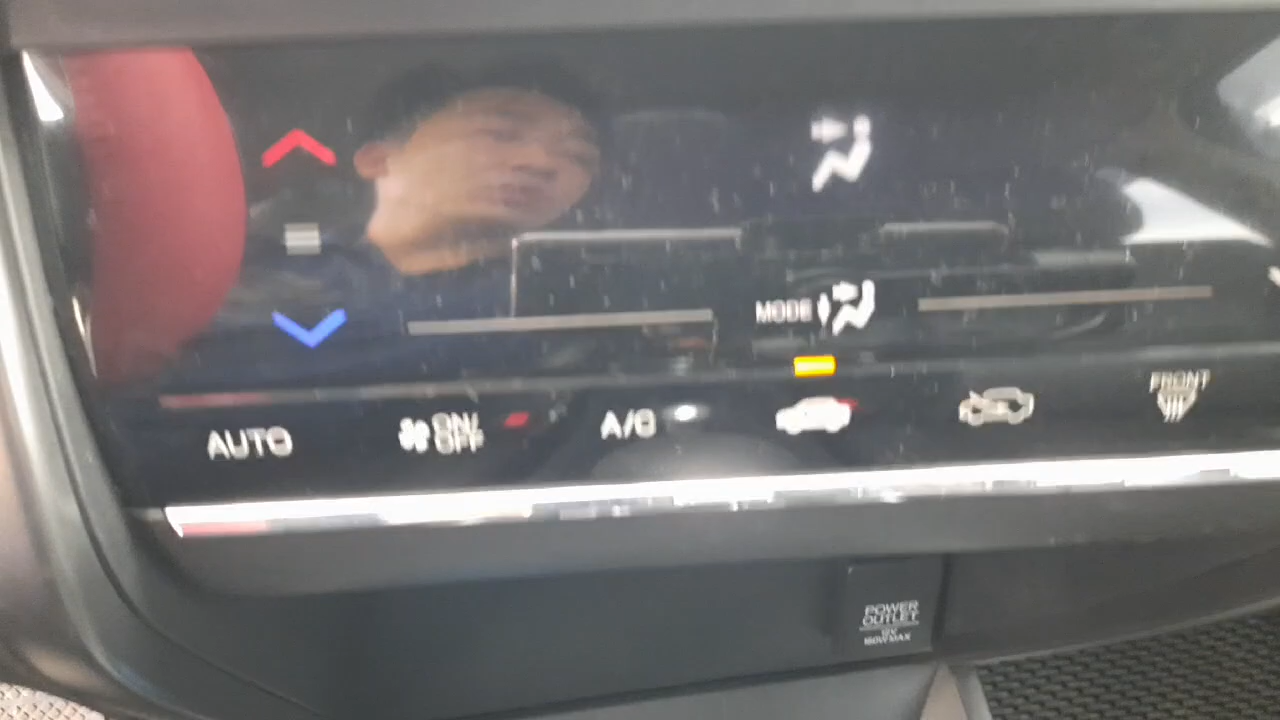 MODE
AUTO
ON/
OFF
A/C
FRONT
POWER
OUTLET
12V
180W MAX